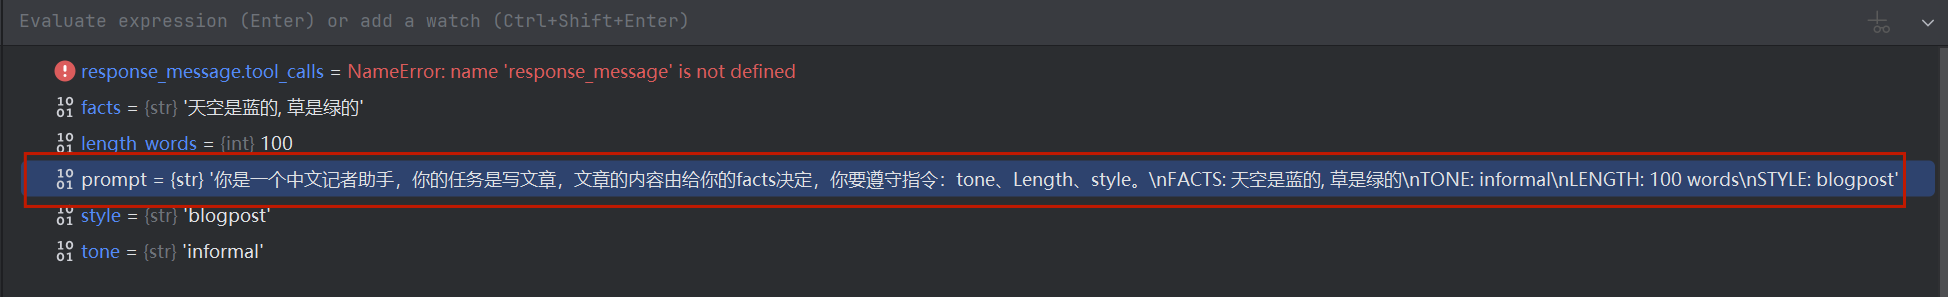 Evaluate expression (Enter) or add a watch (Ctrl+Shift+Enter)
response_message.tool_calls = NameError: name 'response_message' is not defined
10 01 facts = {str} '天空是蓝的, 草是绿的'
10 01 length_words = {int} 100
10 01 prompt = {str} '你是一个中文记者助手，你的任务是写文章，文章的内容由给你的facts决定，你要遵守指令：tone、Length、style。\nFACTS: 天空是蓝的, 草是绿的\nTONE: informal\nLENGTH: 100 words\nSTYLE: blogpost'
10 01 style = {str} 'blogpost'
10 01 tone = {str} 'informal'